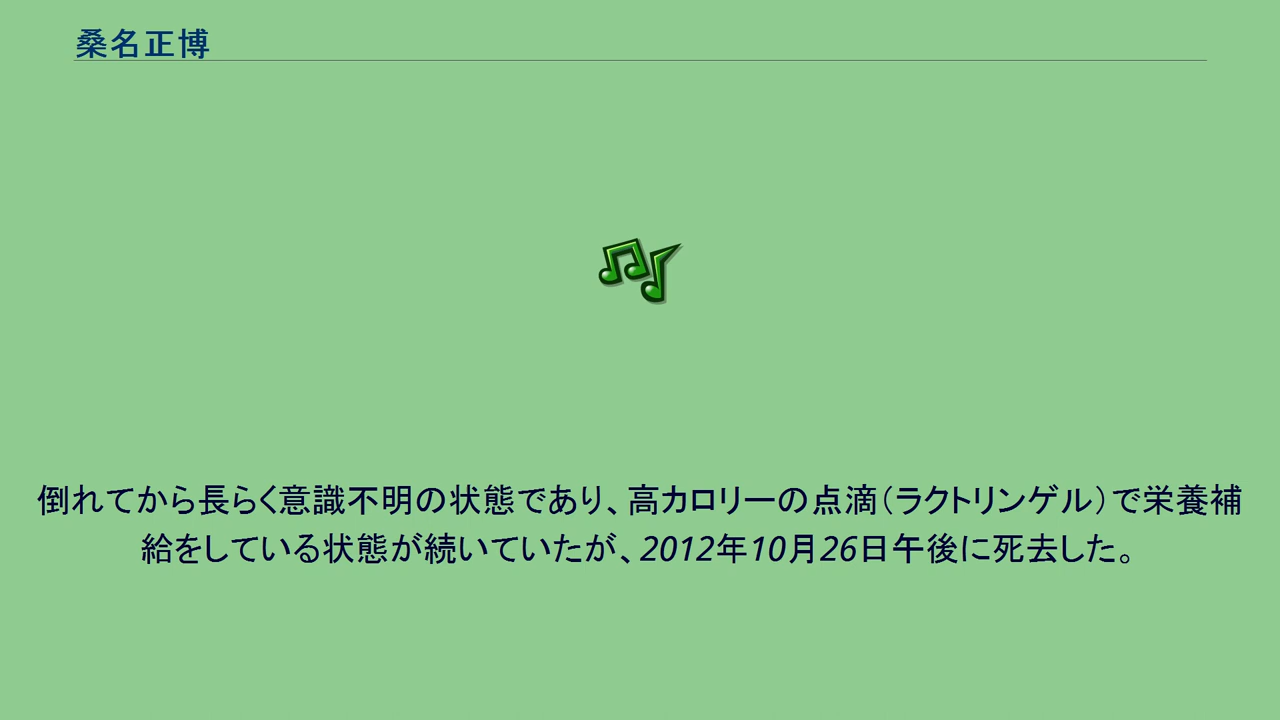 桑名正博
倒れてから長らく意識不明の状態であり、高カロリーの点滴（ラクトリンゲル）で栄養補
給をしている状態が続いていたが、2012年10月26日午後に死去した。